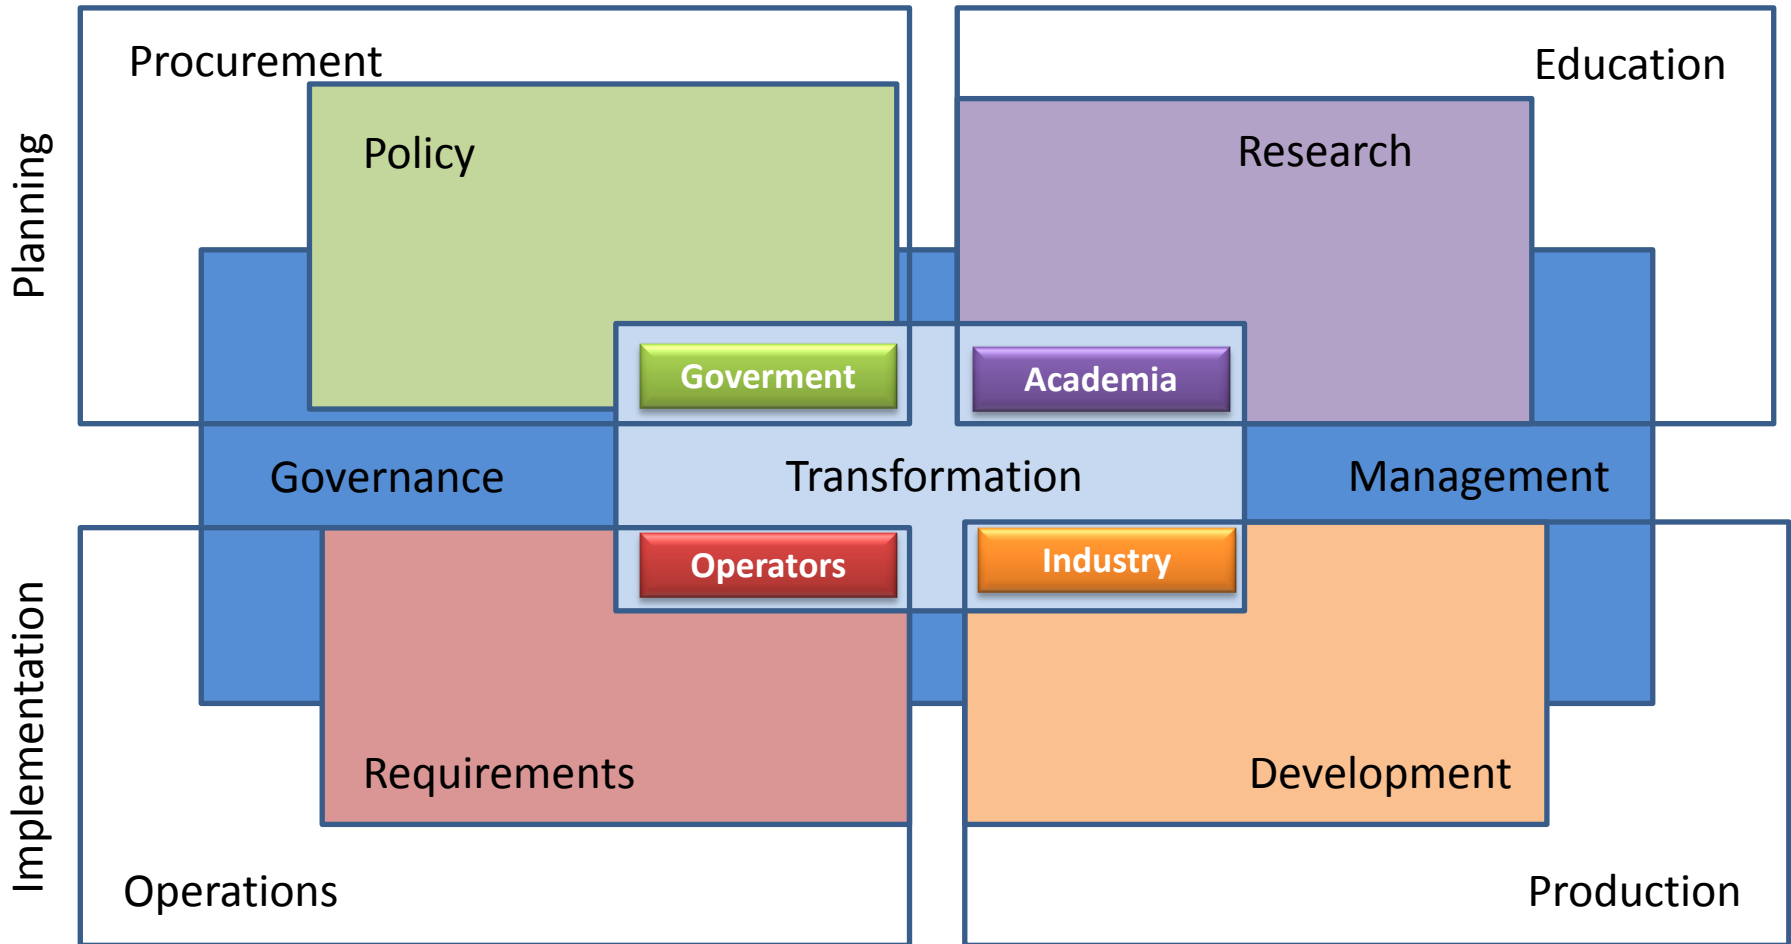 Procurement
Education
Policy
Research
Planning
Goverment
Academia
Governance
Transformation
Management
Operators
Industry
Implementation
Requirements
Development
Operations
Production